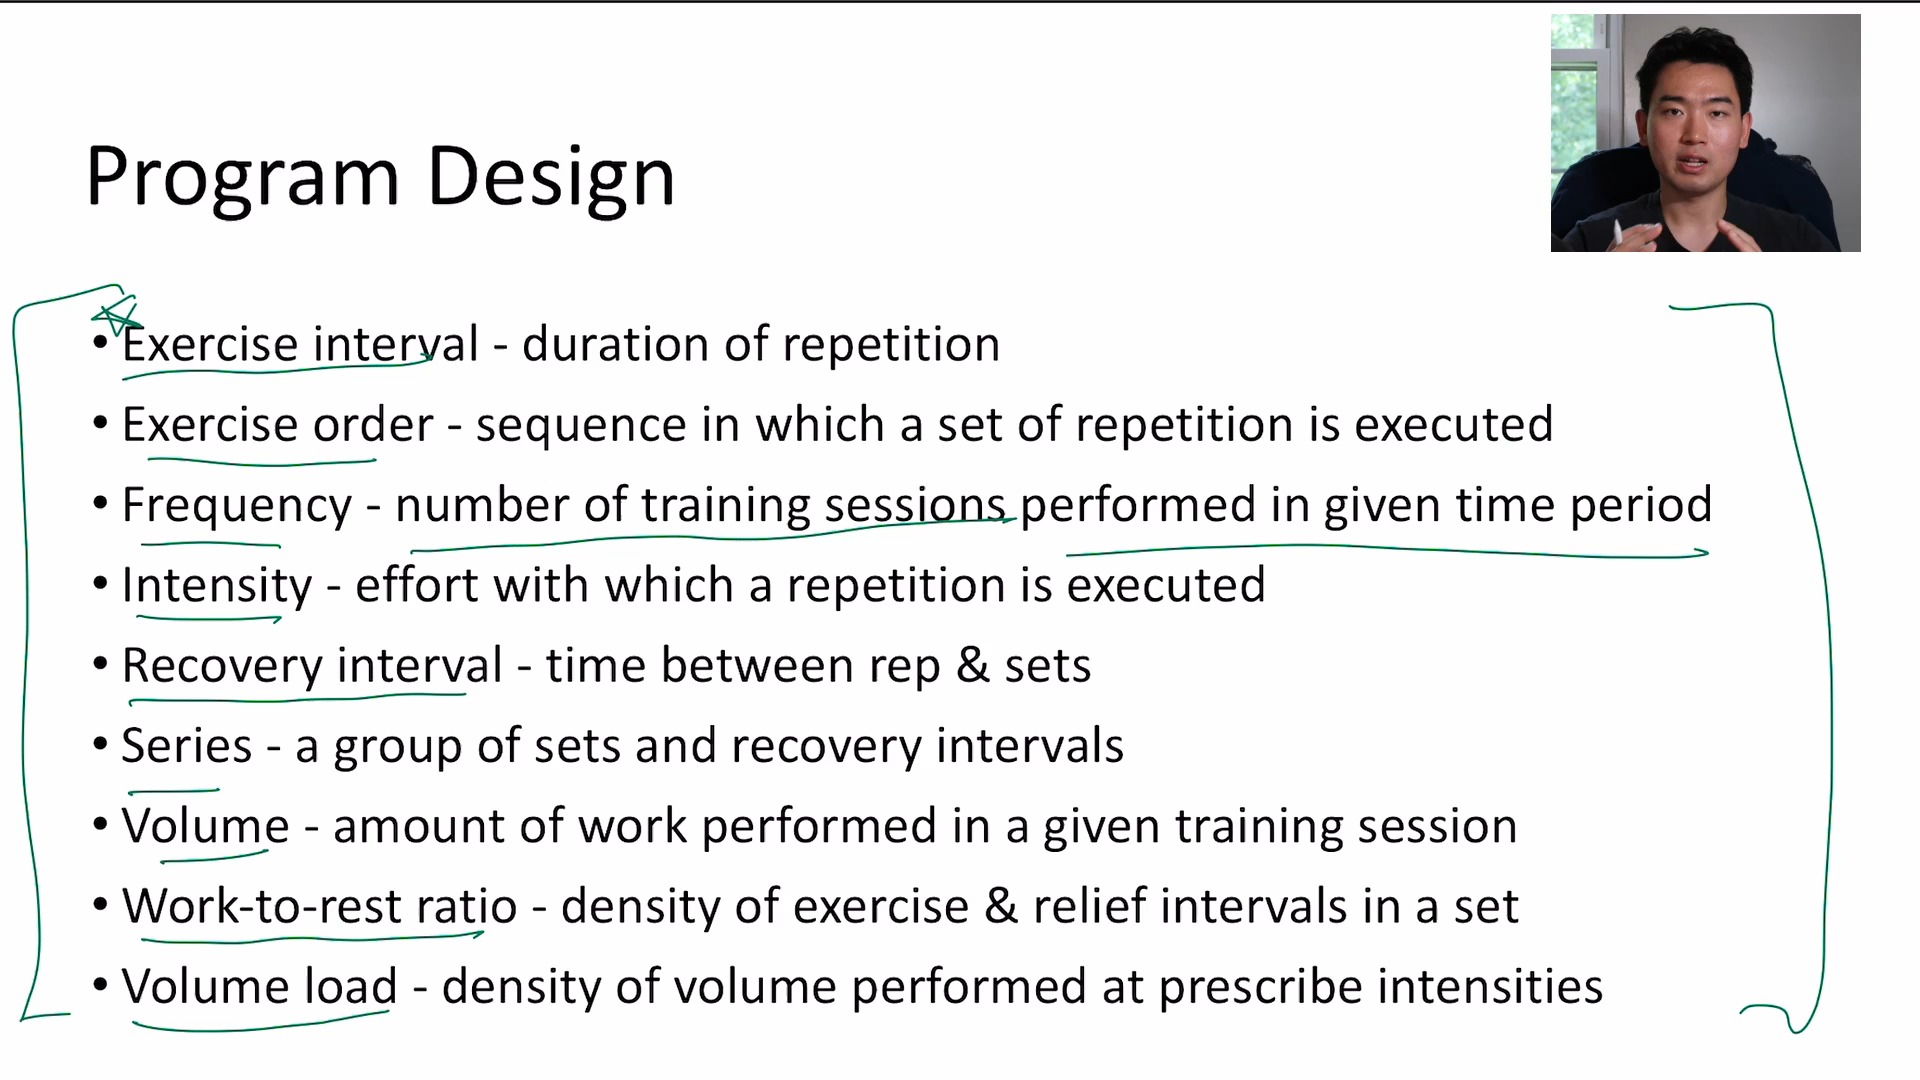 Program Design
• Exercise interval - duration of repetition
• Exercise order - sequence in which a set of repetition is executed
• Frequency - number of training sessions performed in given time period
• Intensity - effort with which a repetition is executed
• Recovery interval - time between rep & sets
• Series - a group of sets and recovery intervals
• Volume - amount of work performed in a given training session
• Work-to-rest ratio - density of exercise & relief intervals in a set
• Volume load - density of volume performed at prescribe intensities